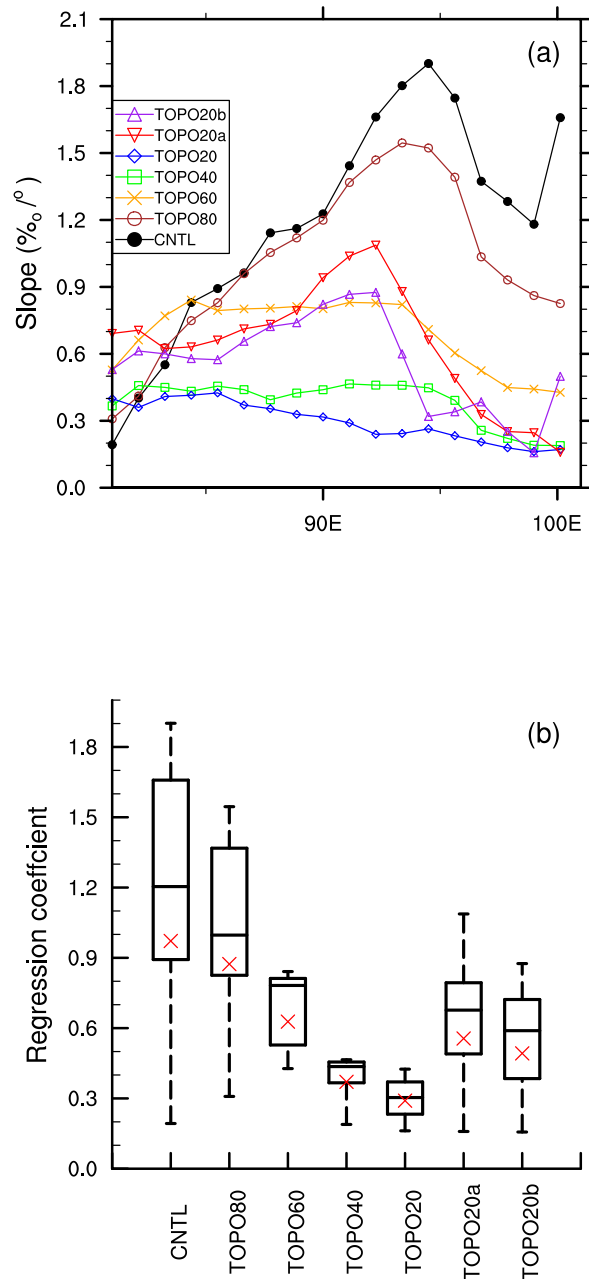 2.1
1.8
1.5
1.2
0.9
0.6
0.3
0.0
Slope (‰/°)
(a)
TOPO20b
TOPO20a
TOPO20
TOPO40
TOPO60
TOPO80
CNTL
90E
100E
(b)
1.8
1.5
1.2
0.9
0.6
0.3
0.0
Regression coeffcient
CNTL
TOPO80
TOPO60
TOPO40
TOPO20
TOPO20a
TOPO20b